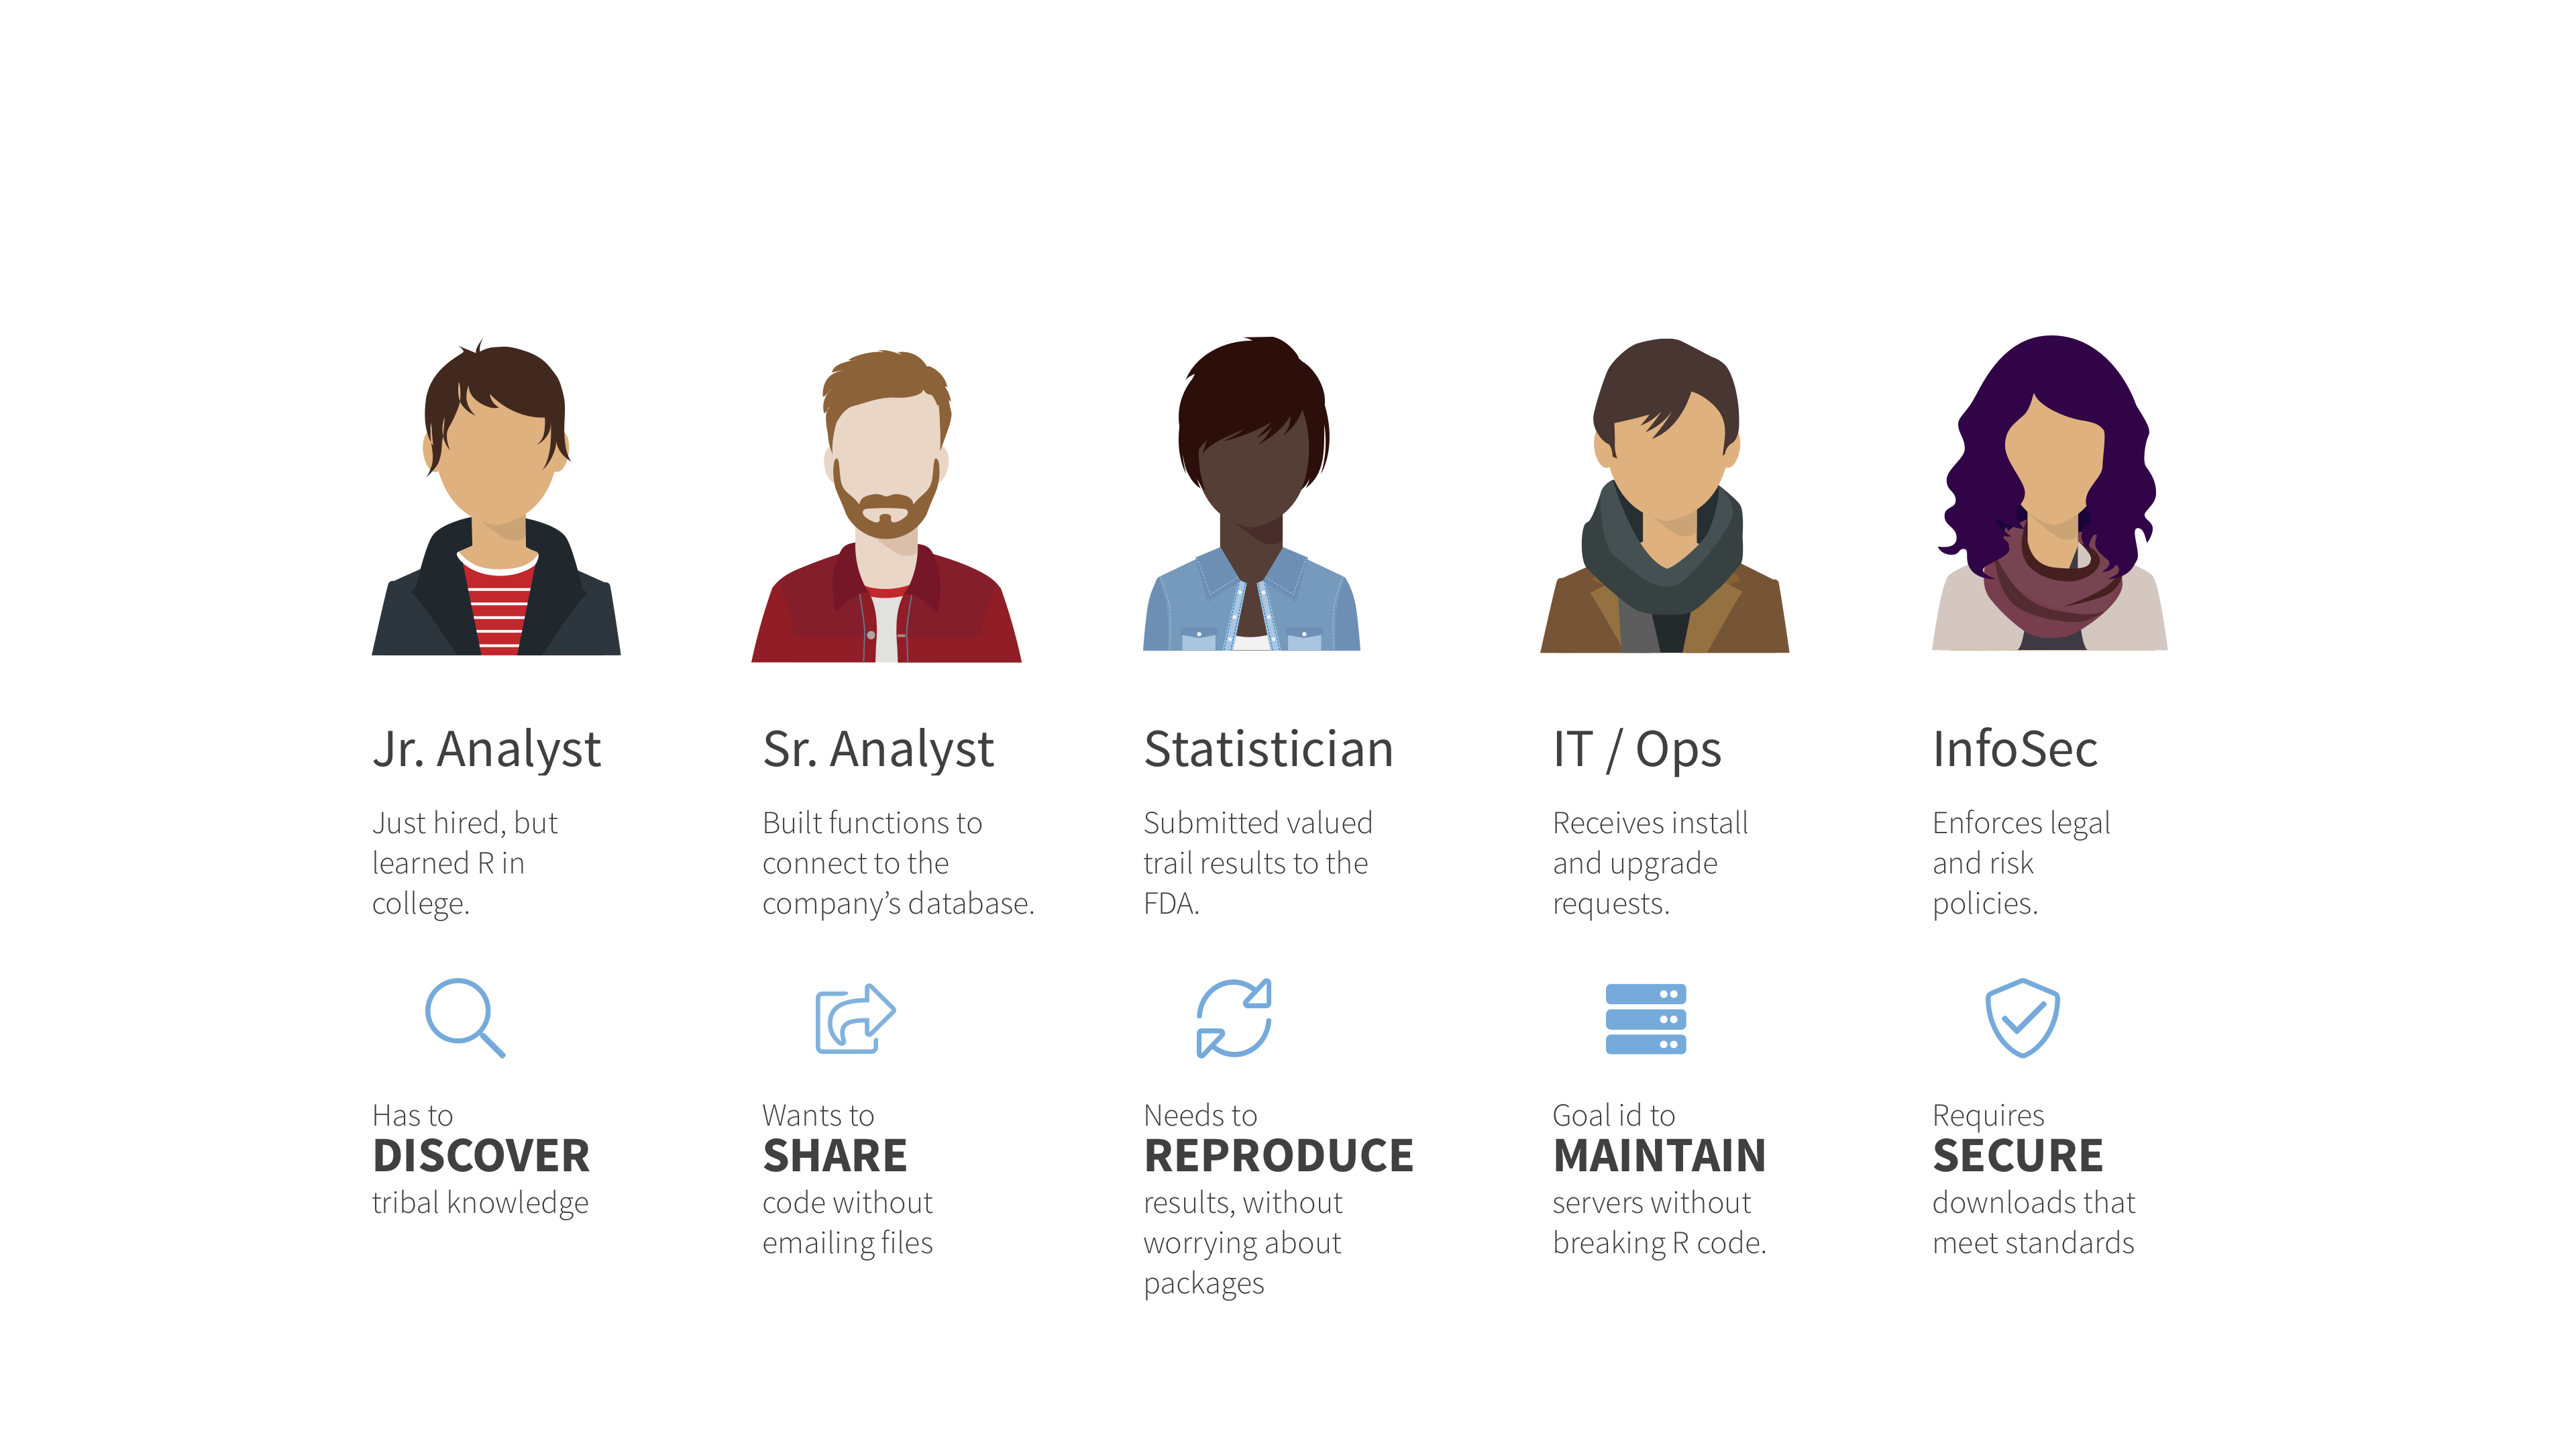 Jr. Analyst
Just hired, but
learned R in
college.
Has to
DISCOVER
tribal knowledge
Sr. Analyst
Built functions to
connect to the
company’s database.
Wants to
SHARE
code without
emailing files
Statistician
Submitted valued
trail results to the
FDA.
Needs to
REPRODUCE
results, without
worrying about
packages
IT / Ops
Receives install
and upgrade
requests.
Goal id to
MAINTAIN
servers without
breaking R code.
InfoSec
Enforces legal
and risk
policies.
Requires
SECURE
downloads that
meet standards